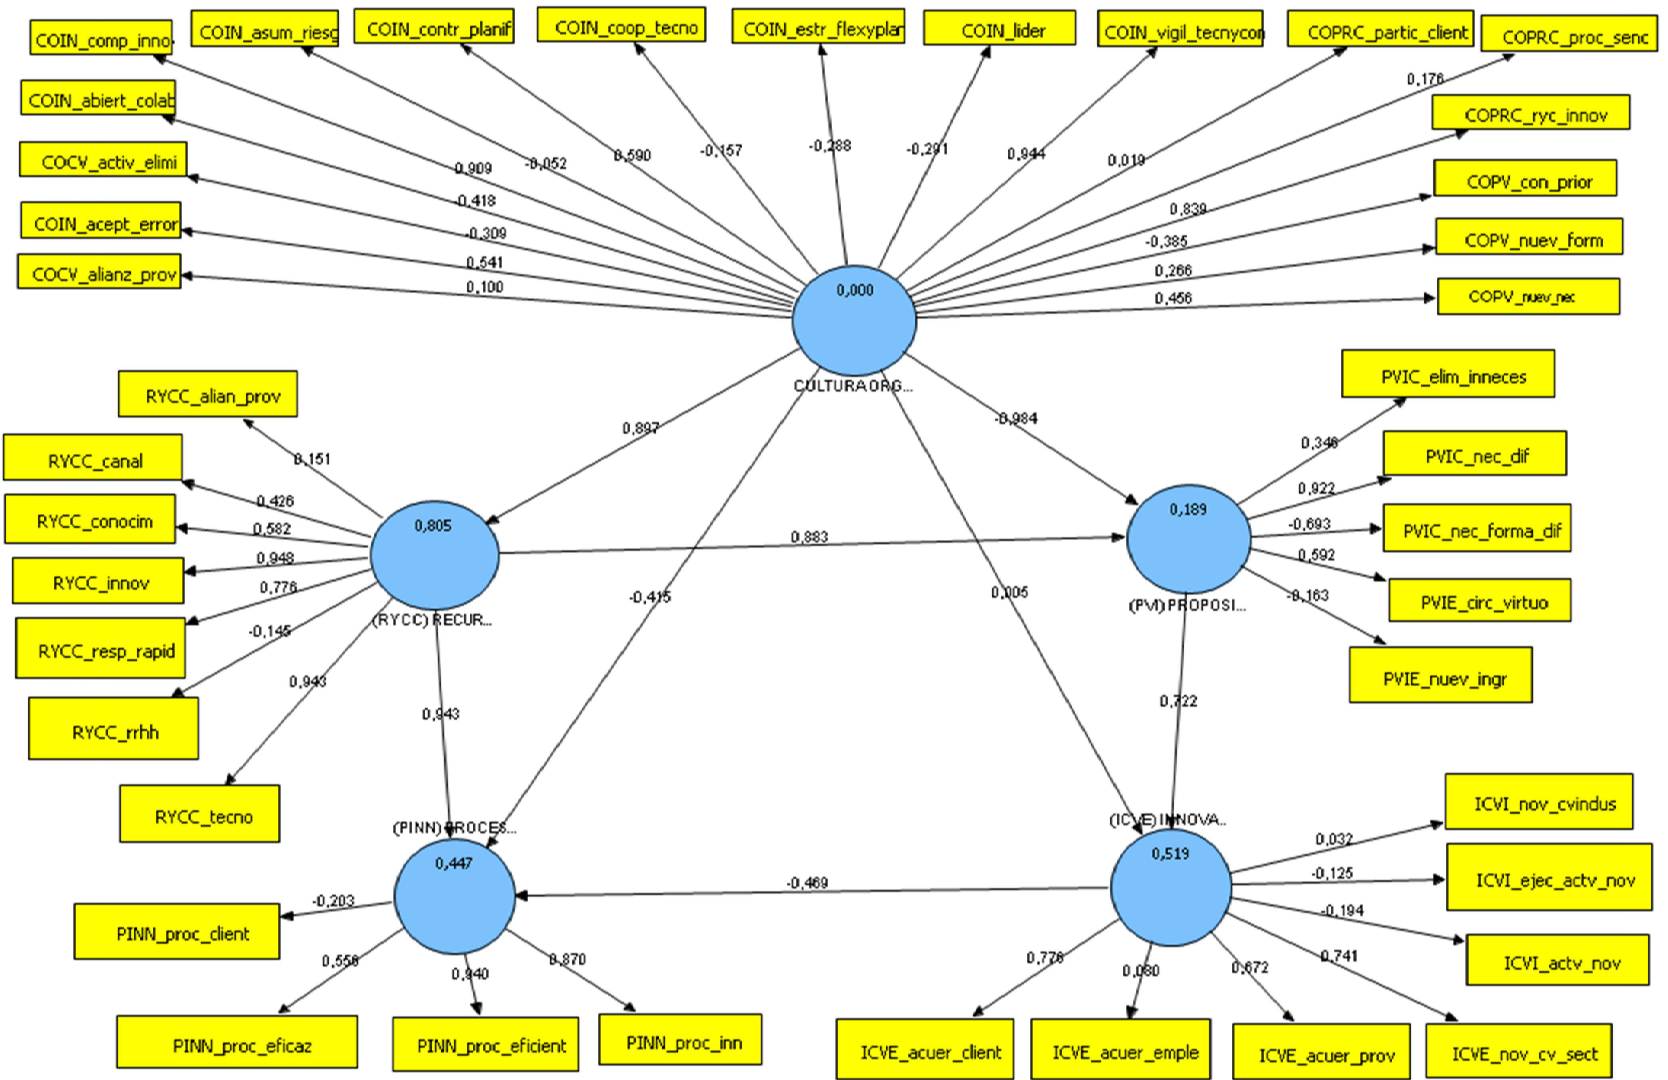 COIN_comp_inno
COIN_asum_riesg
COIN_contr_planif
COIN_coop_tecno
COIN_estr_flexyplan
COIN_lider
COIN_vigil_tecnycon
COPRC_partic_client
COPRC_proc_senc
COIN_abiert_colab
COCV_activ_elimi
COIN_acept_error
COCV_alianz_prov
COPRC_ryc_innov
COPV_con_prior
COPV_nuev_form
COPV_nuev_nec
0,909
-0,052
0,590
-0,157
-0,288
-0,291
0,944
0,019
0,176
0,418
-0,309
0,541
0,100
0,839
-0,385
0,266
0,456
0,000
CULTURA ORG...
0,897
-0,984
-0,415
0,005
RYCC_alian_prov
RYCC_canal
RYCC_conocim
RYCC_innov
RYCC_resp_rapid
RYCC_rrhh
RYCC_tecno
0,151
0,426
0,582
0,948
0,776
-0,145
0,943
0,805
(RYCC) RECUR...
0,883
0,943
PVIC_elim_inneces
PVIC_nec_dif
PVIC_nec_forma_dif
PVIE_circ_virtuo
PVIE_nuev_ingr
0,346
0,922
-0,693
0,592
-0,163
0,189
(PVI) PROPOSI...
0,722
(PINN) PROCES...
0,447
-0,469
-0,203
0,556
0,940
0,870
PINN_proc_client
PINN_proc_eficaz
PINN_proc_eficient
PINN_proc_inn
(ICVE) INNOVA...
0,519
0,032
-0,125
-0,194
0,741
0,672
0,080
0,776
ICVI_nov_cvindus
ICVI_ejec_actv_nov
ICVI_actv_nov
ICVE_acuer_client
ICVE_acuer_emple
ICVE_acuer_prov
ICVE_nov_cv_sect